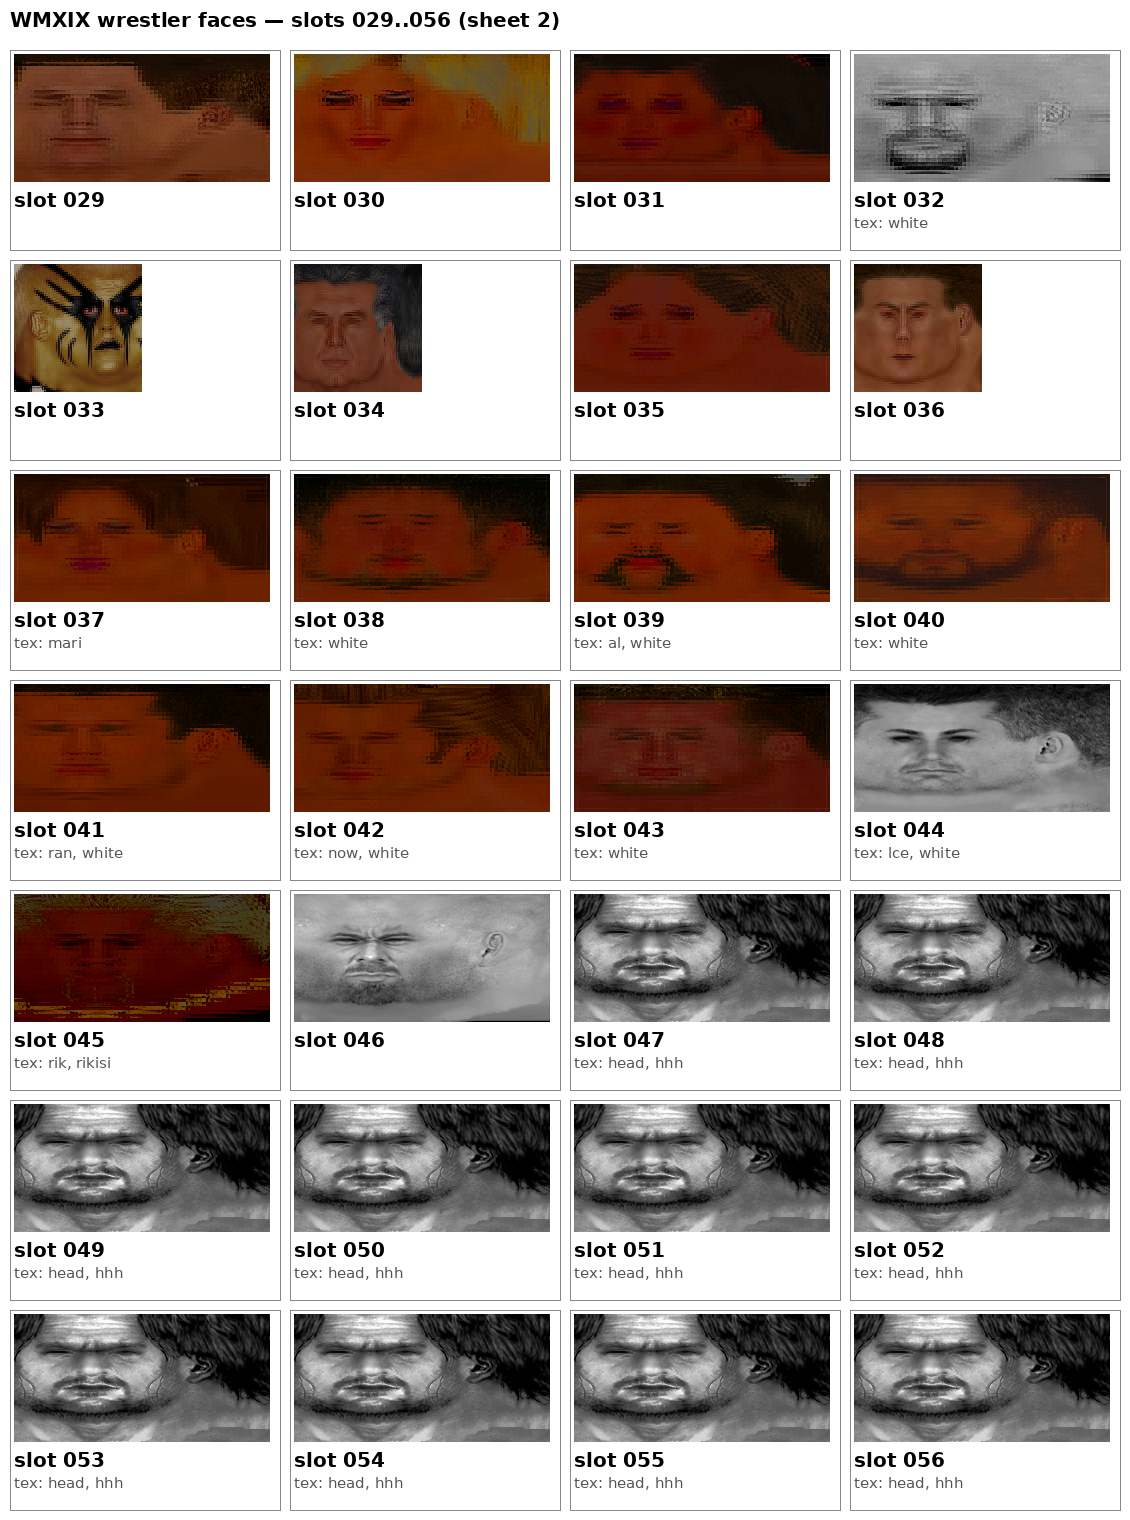 WMXIX wrestler faces — slots 029..056 (sheet 2)
slot 029
slot 030
slot 031
slot 032
tex: white
slot 033
slot 034
slot 035
slot 036
slot 037
tex: mari
slot 038
tex: white
slot 039
tex: al, white
slot 040
tex: white
slot 041
tex: ran, white
slot 042
tex: now, white
slot 043
tex: white
slot 044
tex: lce, white
slot 045
tex: rik, rikisi
slot 046
slot 047
tex: head, hhh
slot 048
tex: head, hhh
slot 049
tex: head, hhh
slot 050
tex: head, hhh
slot 051
tex: head, hhh
slot 052
tex: head, hhh
slot 053
tex: head, hhh
slot 054
tex: head, hhh
slot 055
tex: head, hhh
slot 056
tex: head, hhh